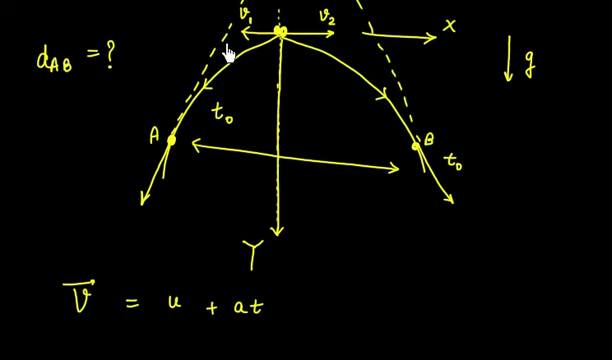 v₁ v₂
X
d_AB = ?
g
t₀
A B
t₀
Y
V⃗ = u + at